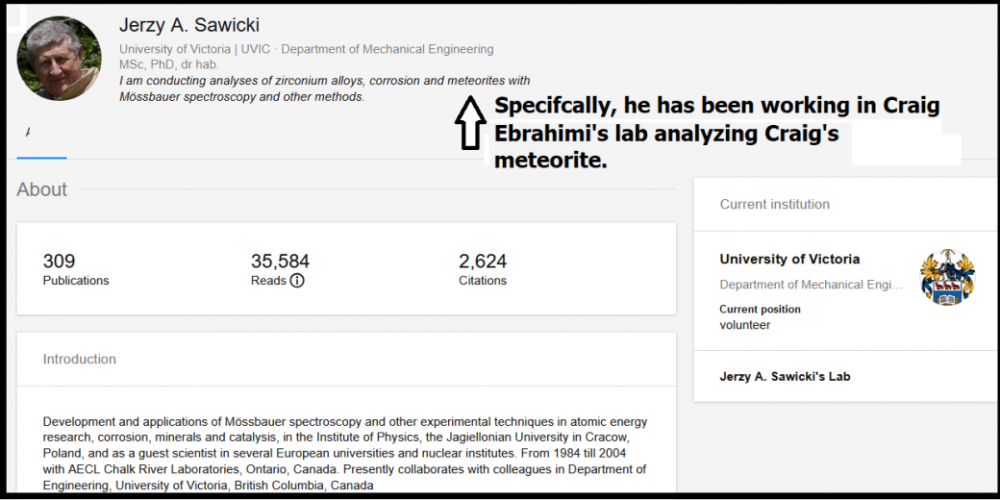 Jerzy A. Sawicki
University of Victoria | UVIC · Department of Mechanical Engineering
MSc, PhD, dr hab.
I am conducting analyses of zirconium alloys, corrosion and meteorites with
Mössbauer spectroscopy and other methods.
Specifcally, he has been working in Craig
Ebrahimi's lab analyzing Craig's
meteorite.
About
309
Publications
35,584
Reads
2,624
Citations
Introduction
Development and applications of Mössbauer spectroscopy and other experimental techniques in atomic energy
research, corrosion, minerals and catalysis, in the Institute of Physics, the Jagiellonian University in Cracow,
Poland, and as a guest scientist in several European universities and nuclear institutes. From 1984 till 2004
with AECL Chalk River Laboratories, Ontario, Canada. Presently collaborates with colleagues in Department of
Engineering, University of Victoria, British Columbia, Canada
Current institution
University of Victoria
Department of Mechanical Engi...
Current position
volunteer
Jerzy A. Sawicki's Lab